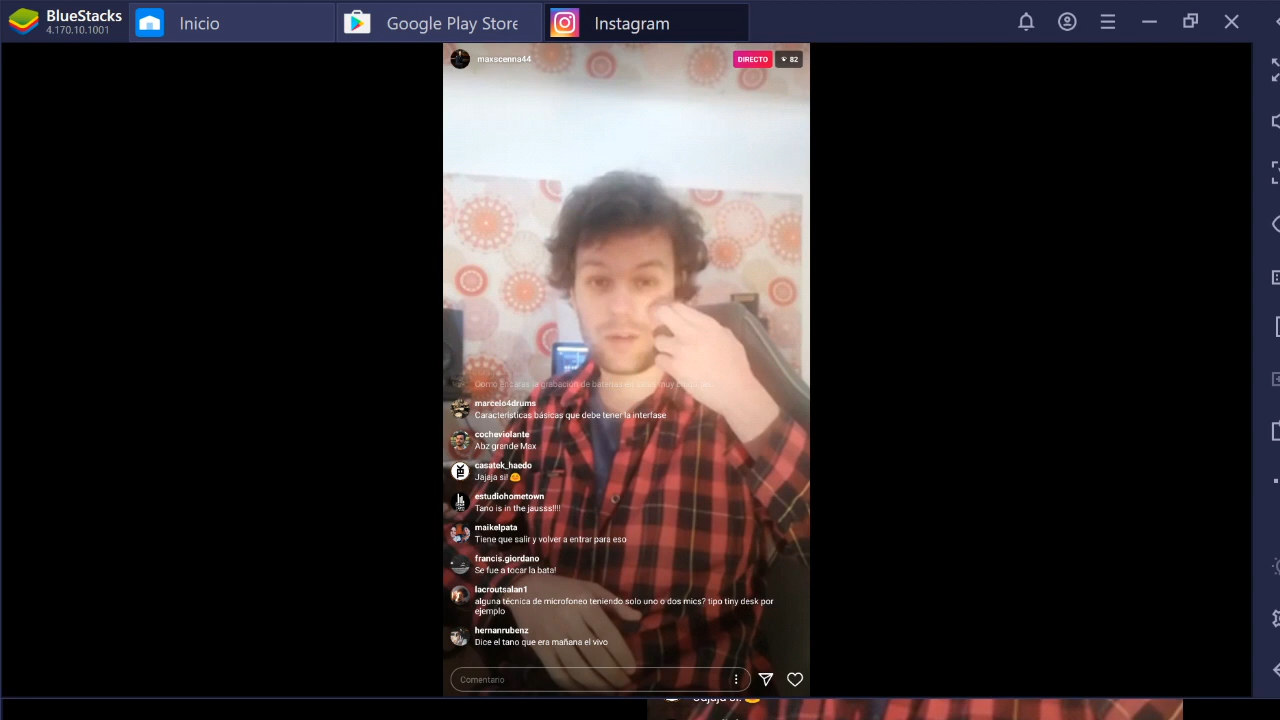 BlueStacks
4.170.10.1001
Inicio
Google Play Store
Instagram
maxscenna44
DIRECTO
82
la grabación de
marcelo4drums
Características básicas que debe tener la interfase
cocheviolante
Abz grande Max
casatek_haedo
Jajaja si! 😊
estudiohometown
Tano is in the jausss!!!!
maikelpata
Tiene que salir y volver a entrar para eso
francis.giordano
Se fue a tocar la bata!
lacroutsalan1
alguna técnica de microfoneo teniendo solo uno o dos mics? tipo tiny desk por
ejemplo
hernanrubenz
Dice el tano que era mañana el vivo
Comentario